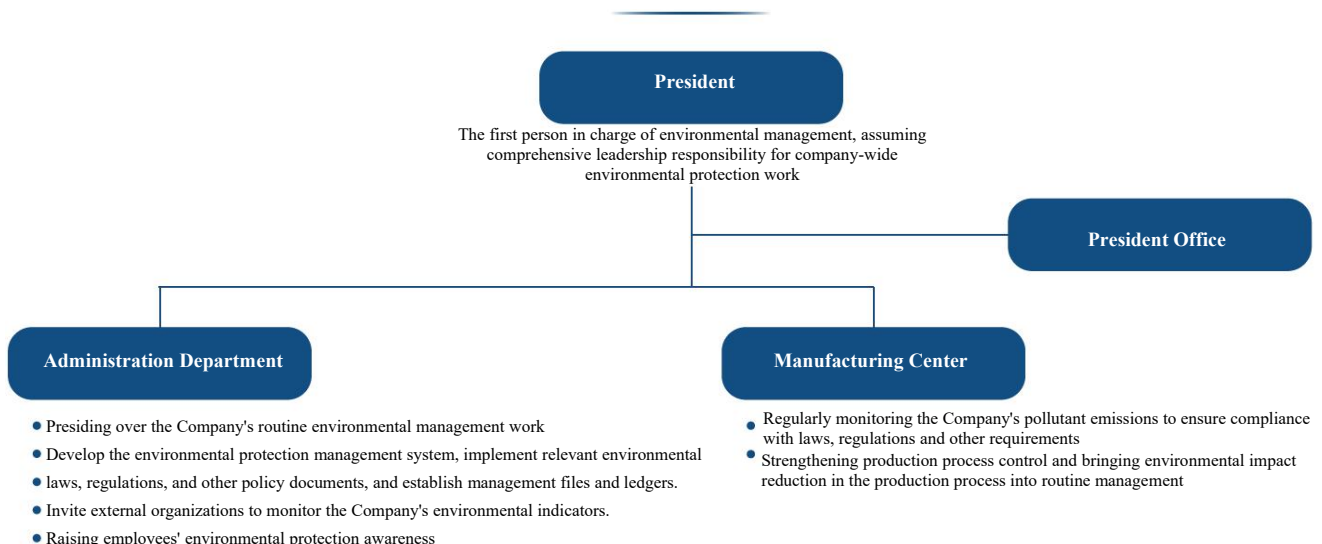 President
The first person in charge of environmental management, assuming
comprehensive leadership responsibility for company-wide
environmental protection work
President Office
Administration Department
● Presiding over the Company's routine environmental management work
● Develop the environmental protection management system, implement relevant environmental
● laws, regulations, and other policy documents, and establish management files and ledgers.
● Invite external organizations to monitor the Company's environmental indicators.
● Raising employees' environmental protection awareness
Manufacturing Center
● Regularly monitoring the Company's pollutant emissions to ensure compliance
with laws, regulations and other requirements
● Strengthening production process control and bringing environmental impact
reduction in the production process into routine management